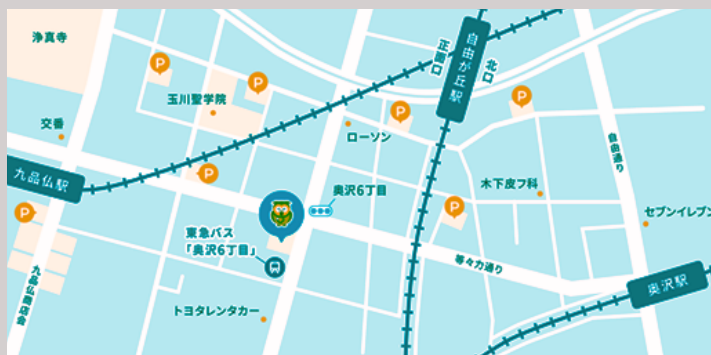 浄真寺
正面口
自由が丘駅
北口
玉川聖学院
交番
ローソン
自由通り
九品仏駅
奥沢6丁目
木下皮フ科
セブンイレブン
東急バス
「奥沢6丁目」
等々力通り
奥沢駅
九品仏商店会
トヨタレンタカー
P
P
P
P
P
P
P